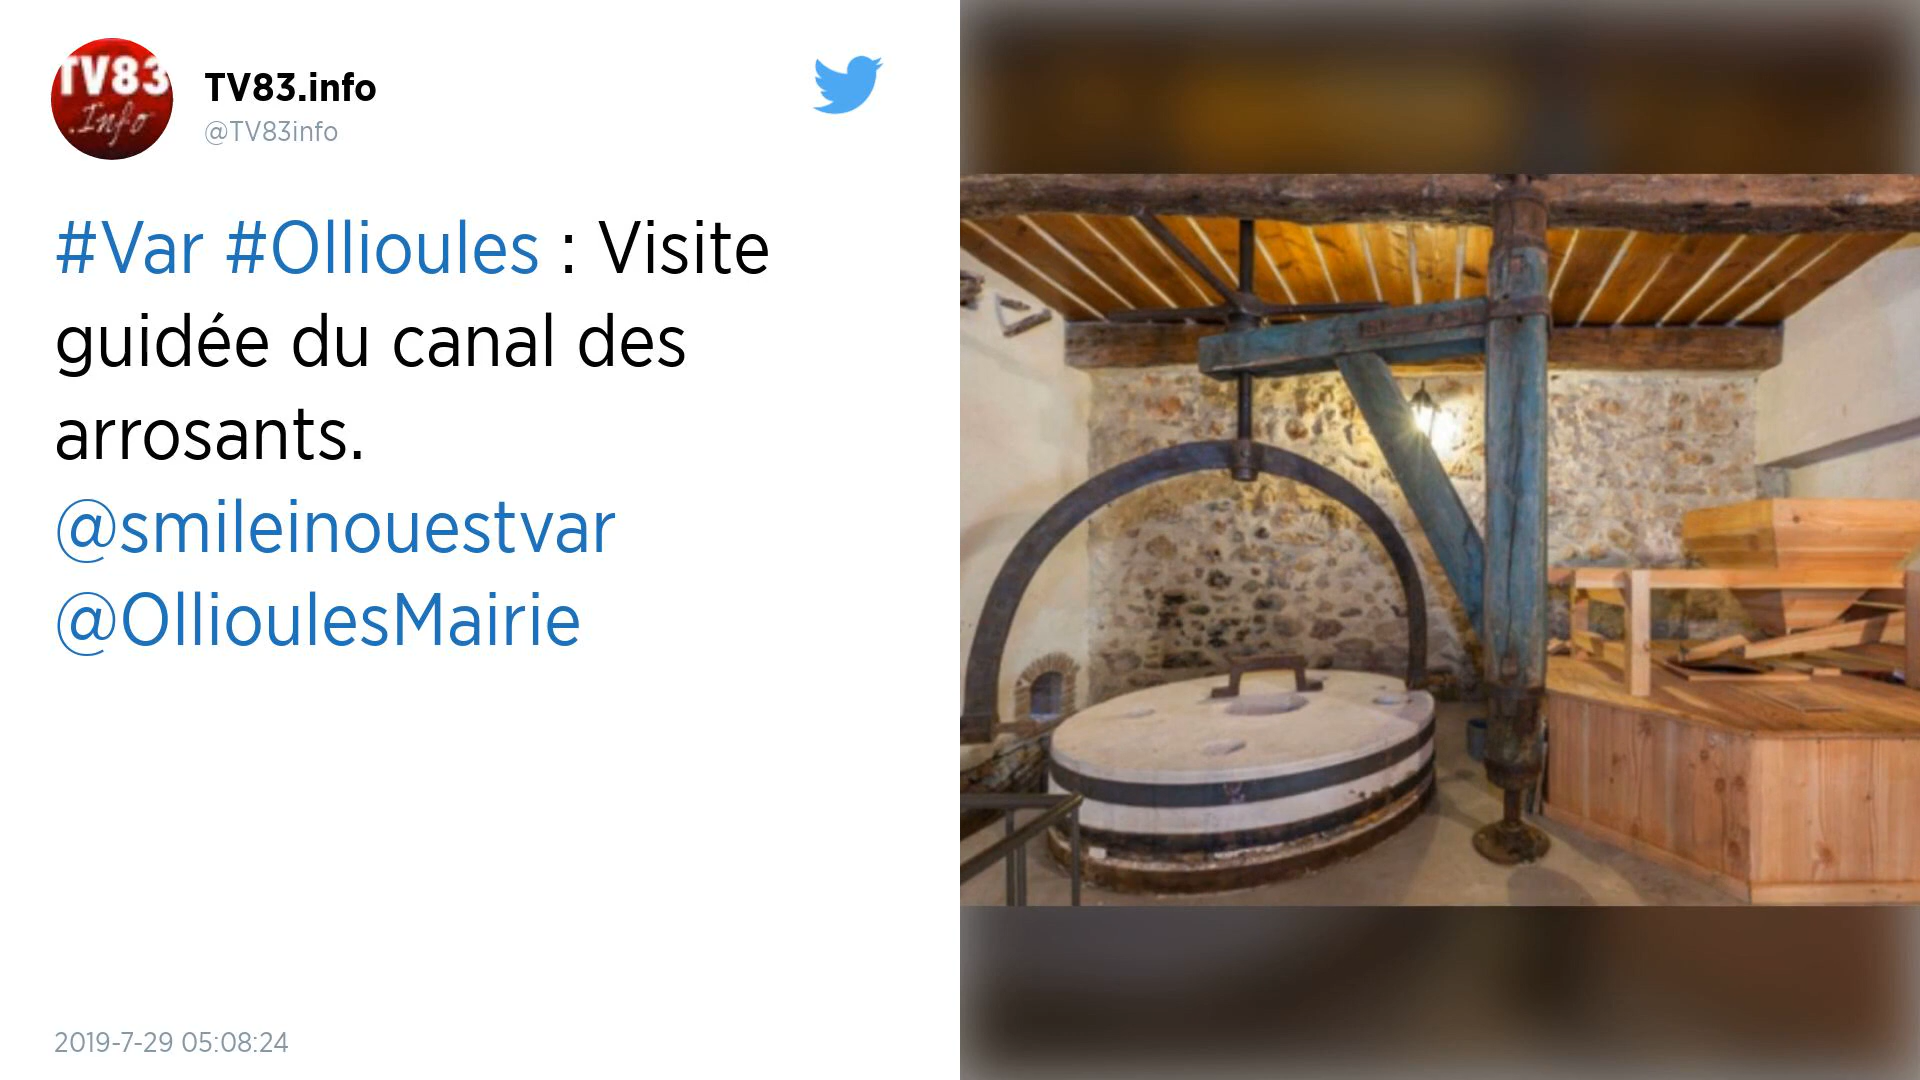 TV83
.Info
TV83.info
@TV83info
#Var #Ollioules : Visite
guidée du canal des
arrosants.
@smileinouestvar
@OllioulesMairie
2019-7-29 05:08:24